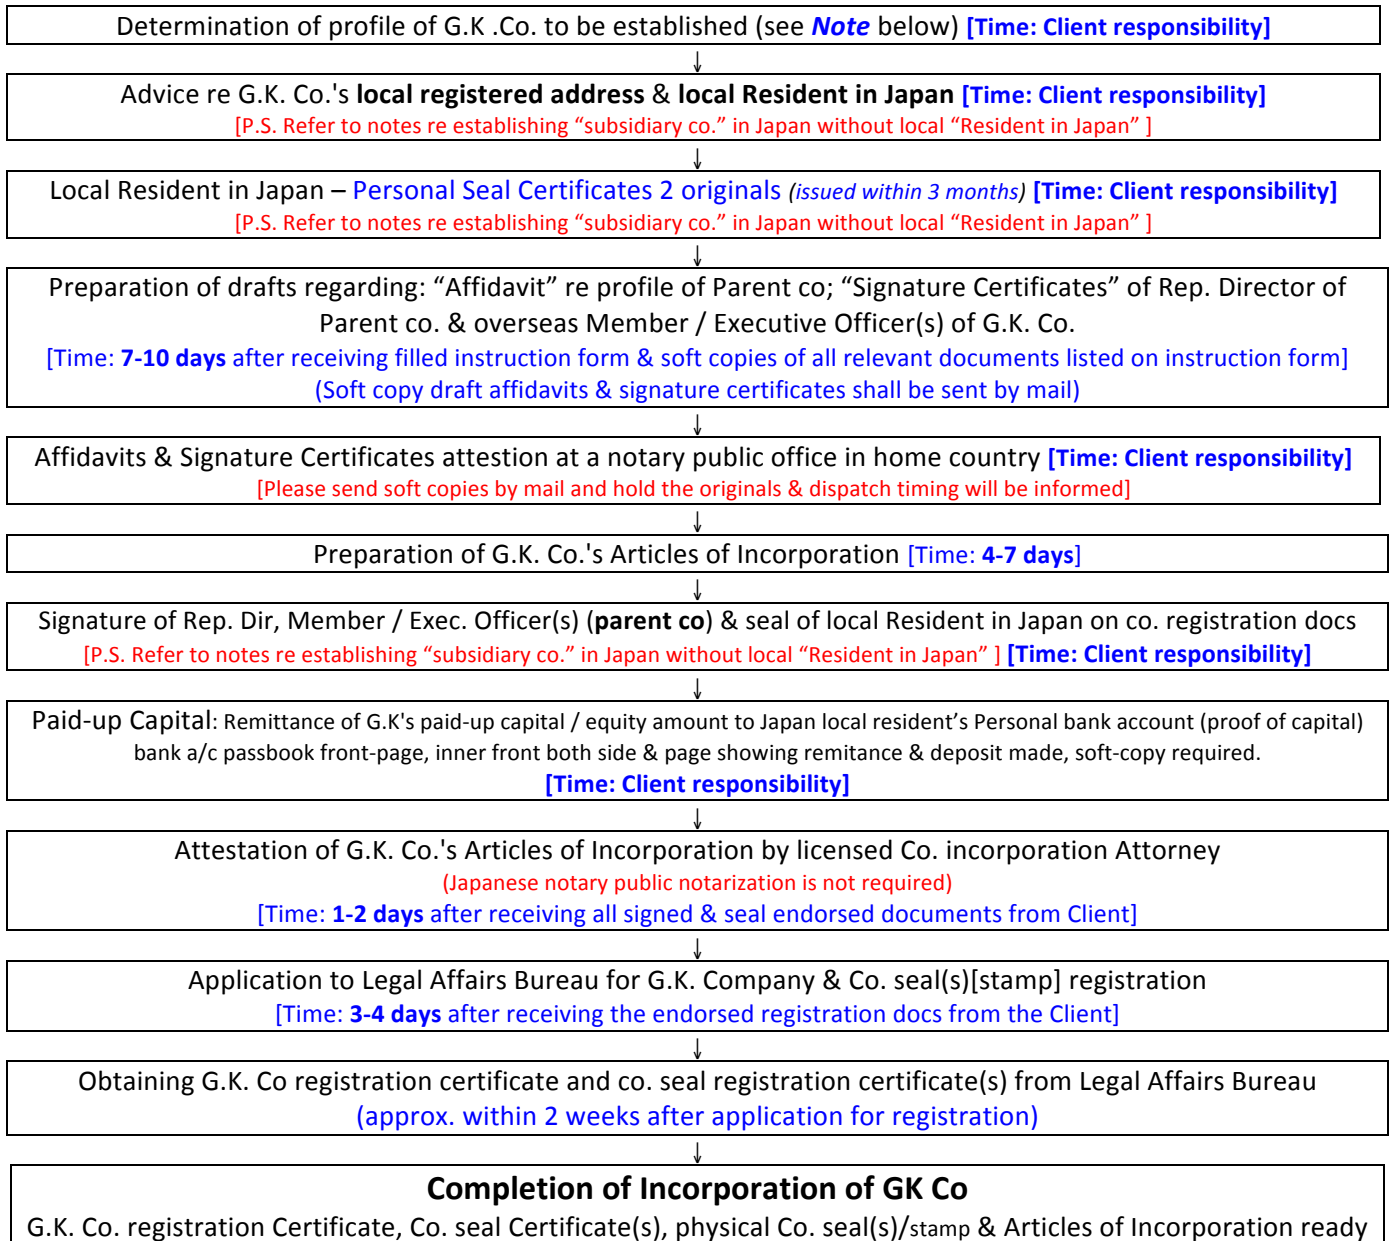 Determination of profile of G.K .Co. to be established (see Note below) [Time: Client responsibility]
↓
Advice re G.K. Co.'s local registered address & local Resident in Japan [Time: Client responsibility]
[P.S. Refer to notes re establishing “subsidiary co.” in Japan without local “Resident in Japan” ]
↓
Local Resident in Japan – Personal Seal Certificates 2 originals (issued within 3 months) [Time: Client responsibility]
[P.S. Refer to notes re establishing “subsidiary co.” in Japan without local “Resident in Japan” ]
↓
Preparation of drafts regarding: “Affidavit” re profile of Parent co; “Signature Certificates” of Rep. Director of
Parent co. & overseas Member / Executive Officer(s) of G.K. Co.
[Time: 7-10 days after receiving filled instruction form & soft copies of all relevant documents listed on instruction form]
(Soft copy draft affidavits & signature certificates shall be sent by mail)
↓
Affidavits & Signature Certificates attestion at a notary public office in home country [Time: Client responsibility]
[Please send soft copies by mail and hold the originals & dispatch timing will be informed]
↓
Preparation of G.K. Co.'s Articles of Incorporation [Time: 4-7 days]
↓
Signature of Rep. Dir, Member / Exec. Officer(s) (parent co) & seal of local Resident in Japan on co. registration docs
[P.S. Refer to notes re establishing “subsidiary co.” in Japan without local “Resident in Japan” ] [Time: Client responsibility]
↓
Paid-up Capital: Remittance of G.K's paid-up capital / equity amount to Japan local resident’s Personal bank account (proof of capital)
bank a/c passbook front-page, inner front both side & page showing remitance & deposit made, soft-copy required.
[Time: Client responsibility]
↓
Attestation of G.K. Co.'s Articles of Incorporation by licensed Co. incorporation Attorney
(Japanese notary public notarization is not required)
[Time: 1-2 days after receiving all signed & seal endorsed documents from Client]
↓
Application to Legal Affairs Bureau for G.K. Company & Co. seal(s)[stamp] registration
[Time: 3-4 days after receiving the endorsed registration docs from the Client]
↓
Obtaining G.K. Co registration certificate and co. seal registration certificate(s) from Legal Affairs Bureau
(approx. within 2 weeks after application for registration)
↓
Completion of Incorporation of GK Co
G.K. Co. registration Certificate, Co. seal Certificate(s), physical Co. seal(s)/stamp & Articles of Incorporation ready